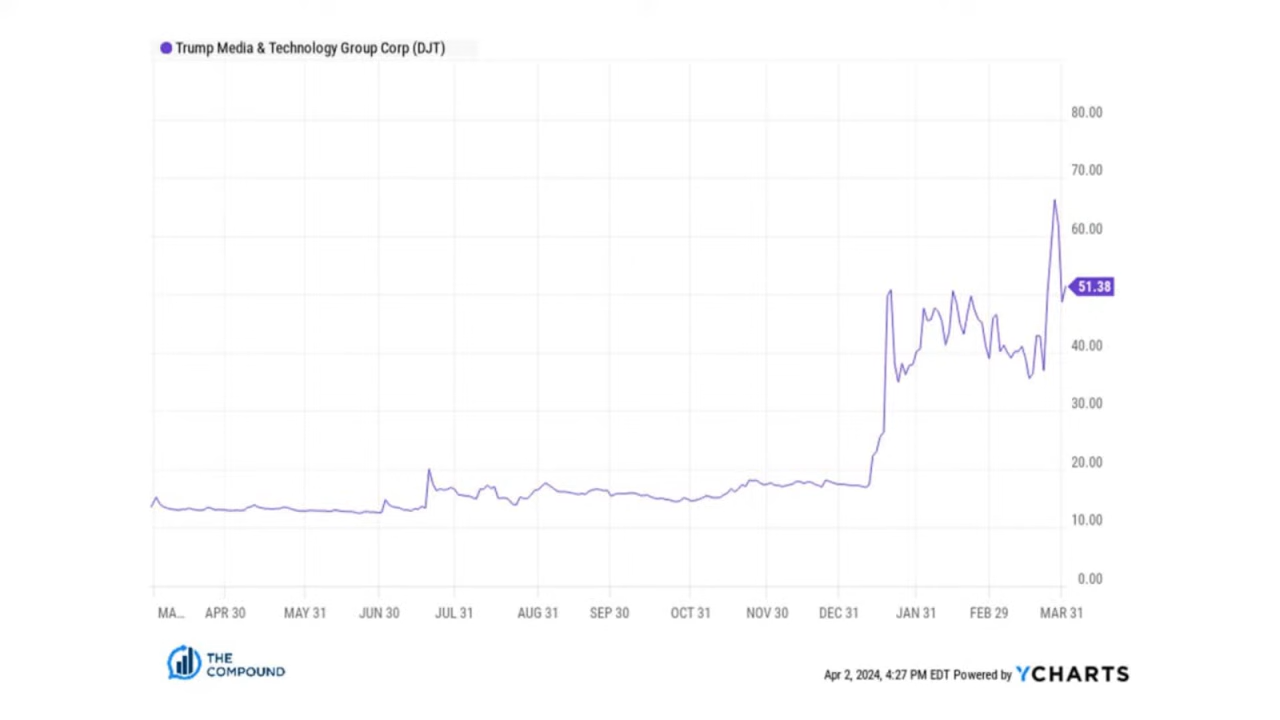 Trump Media & Technology Group Corp (DJT)
80.00
70.00
60.00
51.38
40.00
30.00
20.00
10.00
0.00
MA... APR 30 MAY 31 JUN 30 JUL 31 AUG 31 SEP 30 OCT 31 NOV 30 DEC 31 JAN 31 FEB 29 MAR 31
THE
COMPOUND
Apr 2, 2024, 4:27 PM EDT Powered by YCHARTS